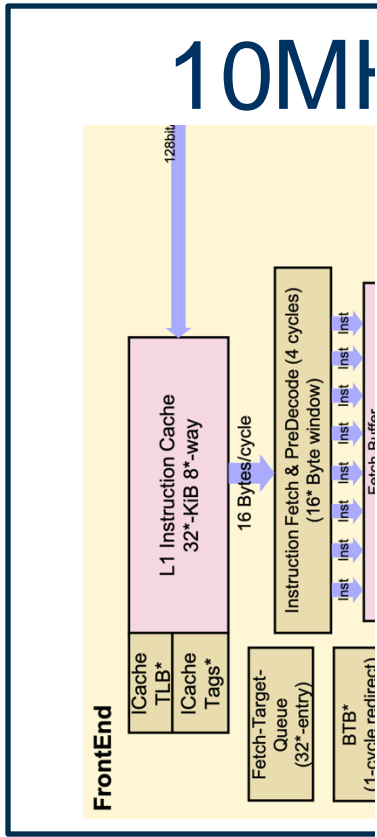 10MH
128bit/
FrontEnd
L1 Instruction Cache
32*-KiB 8*-way
ICache
TLB*
ICache
Tags*
16 Bytes/cycle
Instruction Fetch & PreDecode (4 cycles)
(16* Byte window)
Inst
Inst
Inst
Inst
Inst
Inst
Inst
Inst
Fetch-Target-
Queue
(32*-entry)
BTB*
(1-cycle redirect)
Fetch Buffer